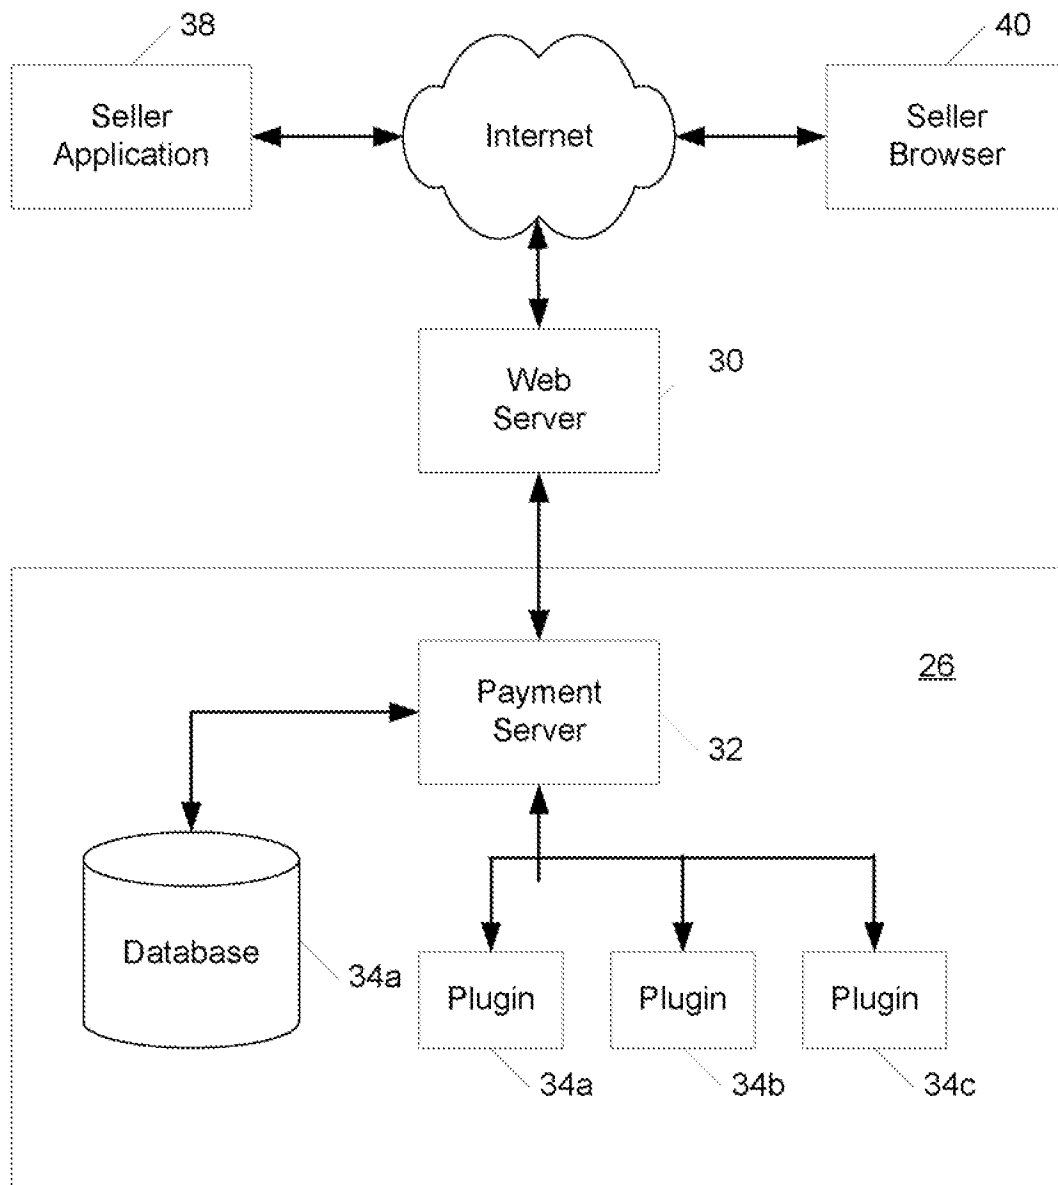 38
40
Seller
Application
Internet
Seller
Browser
Web
Server
30
26
Payment
Server
32
Database
34a
Plugin
Plugin
Plugin
34a
34b
34c